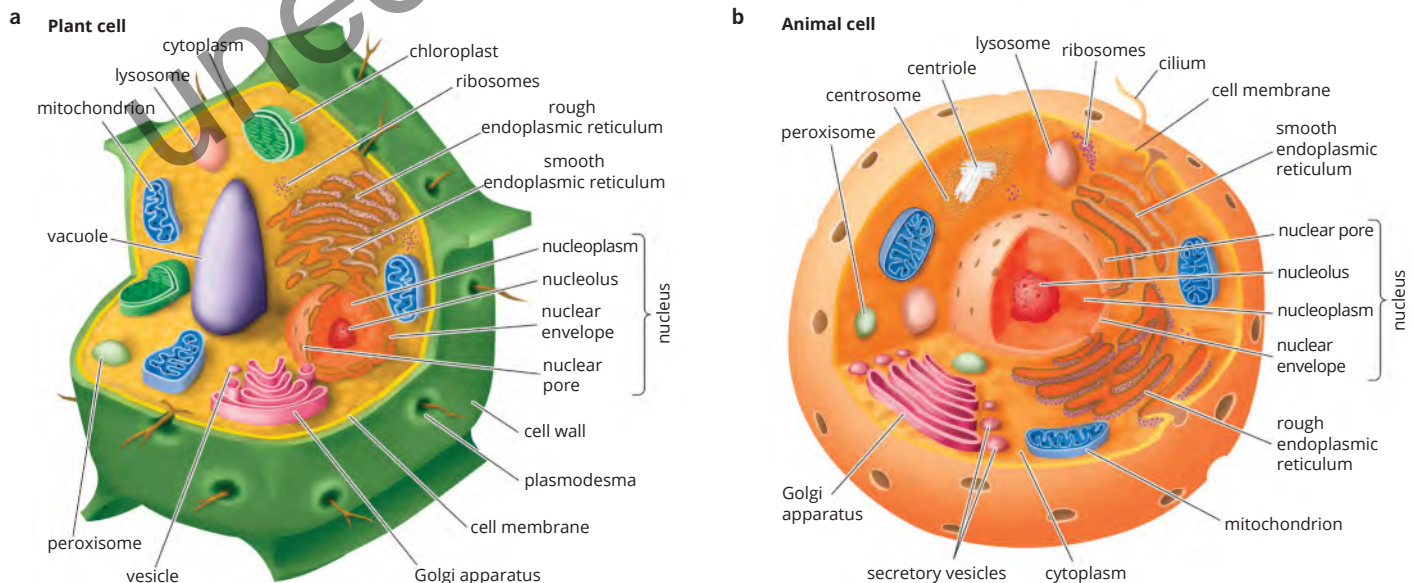 a
Plant cell
cytoplasm
lysosome
mitochondrion
vacuole
peroxisome
vesicle
chloroplast
ribosomes
rough
endoplasmic reticulum
smooth
endoplasmic reticulum
nucleoplasm
nucleolus
nuclear
envelope
nuclear
pore
nucleus
cell wall
plasmodesma
cell membrane
Golgi apparatus
b
Animal cell
lysosome
ribosomes
centriole
cilium
centrosome
cell membrane
peroxisome
smooth
endoplasmic
reticulum
nuclear pore
nucleolus
nucleoplasm
nuclear
envelope
nucleus
rough
endoplasmic
reticulum
Golgi
apparatus
mitochondrion
secretory vesicles
cytoplasm